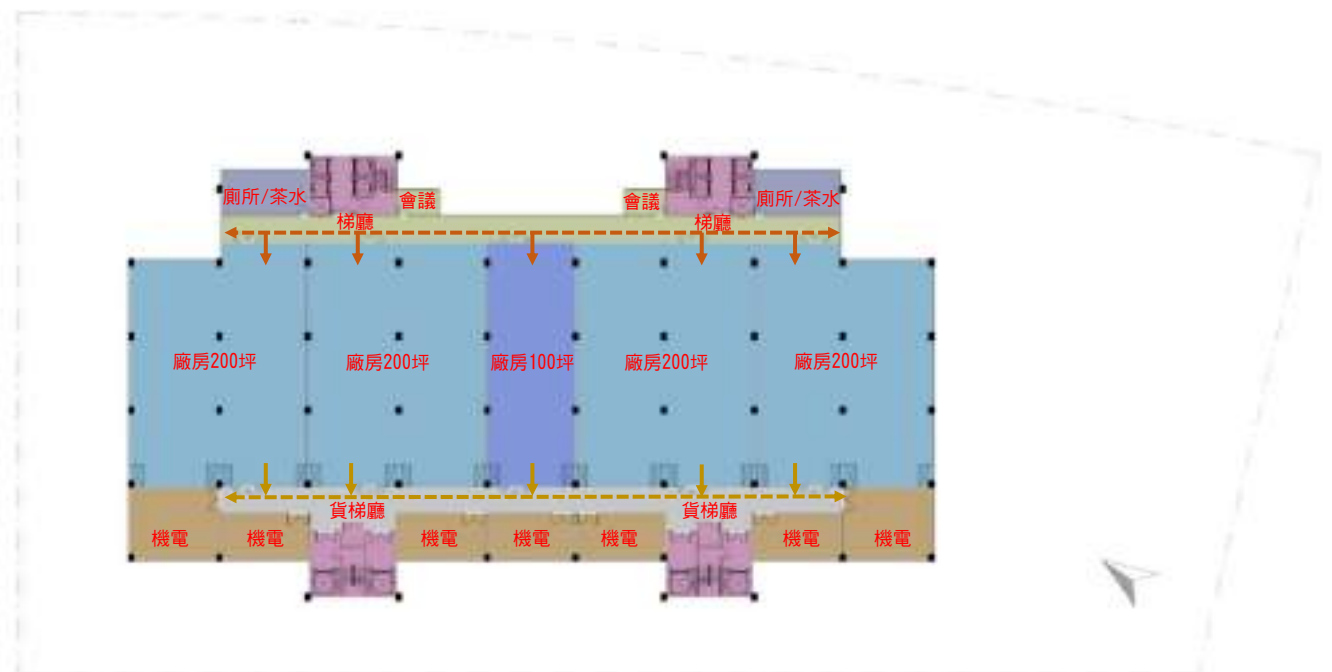 廁所/茶水
會議
會議
廁所/茶水
梯廳
梯廳
廠房200坪
廠房200坪
廠房100坪
廠房200坪
廠房200坪
貨梯廳
貨梯廳
機電
機電
機電
機電
機電
機電
機電